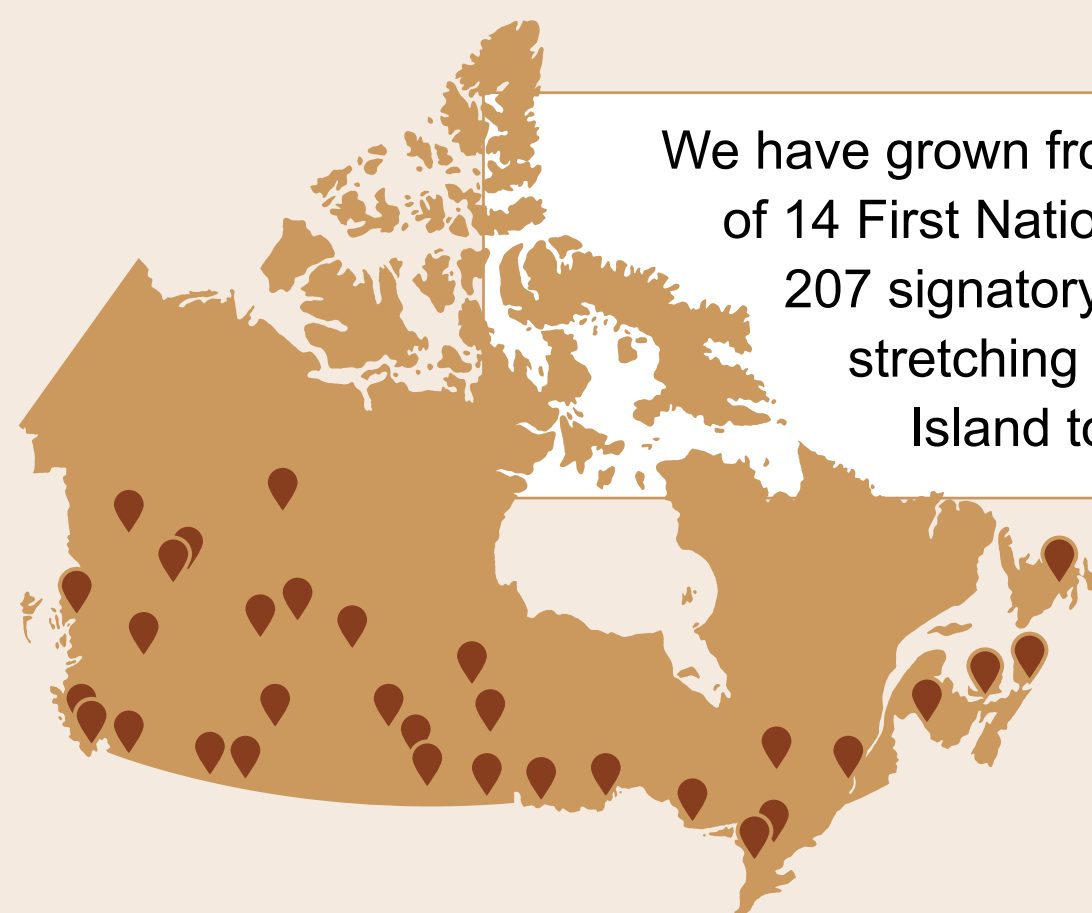 We have grown fro
of 14 First Natio
207 signatory
stretching
Island to